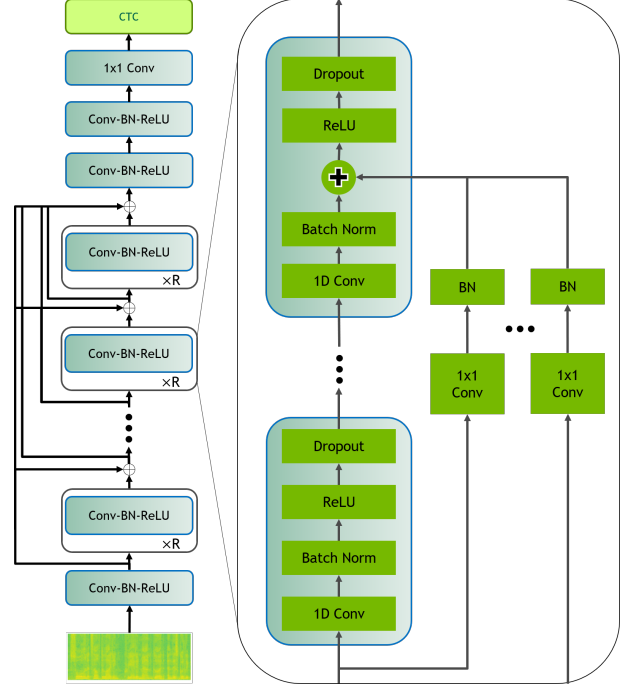 CTC
1x1 Conv
Conv-BN-ReLU
Conv-BN-ReLU
Conv-BN-ReLU
×R
Conv-BN-ReLU
×R
Conv-BN-ReLU
×R
Conv-BN-ReLU
Dropout
ReLU
Batch Norm
1D Conv
Dropout
ReLU
Batch Norm
1D Conv
BN
1x1
Conv
BN
1x1
Conv